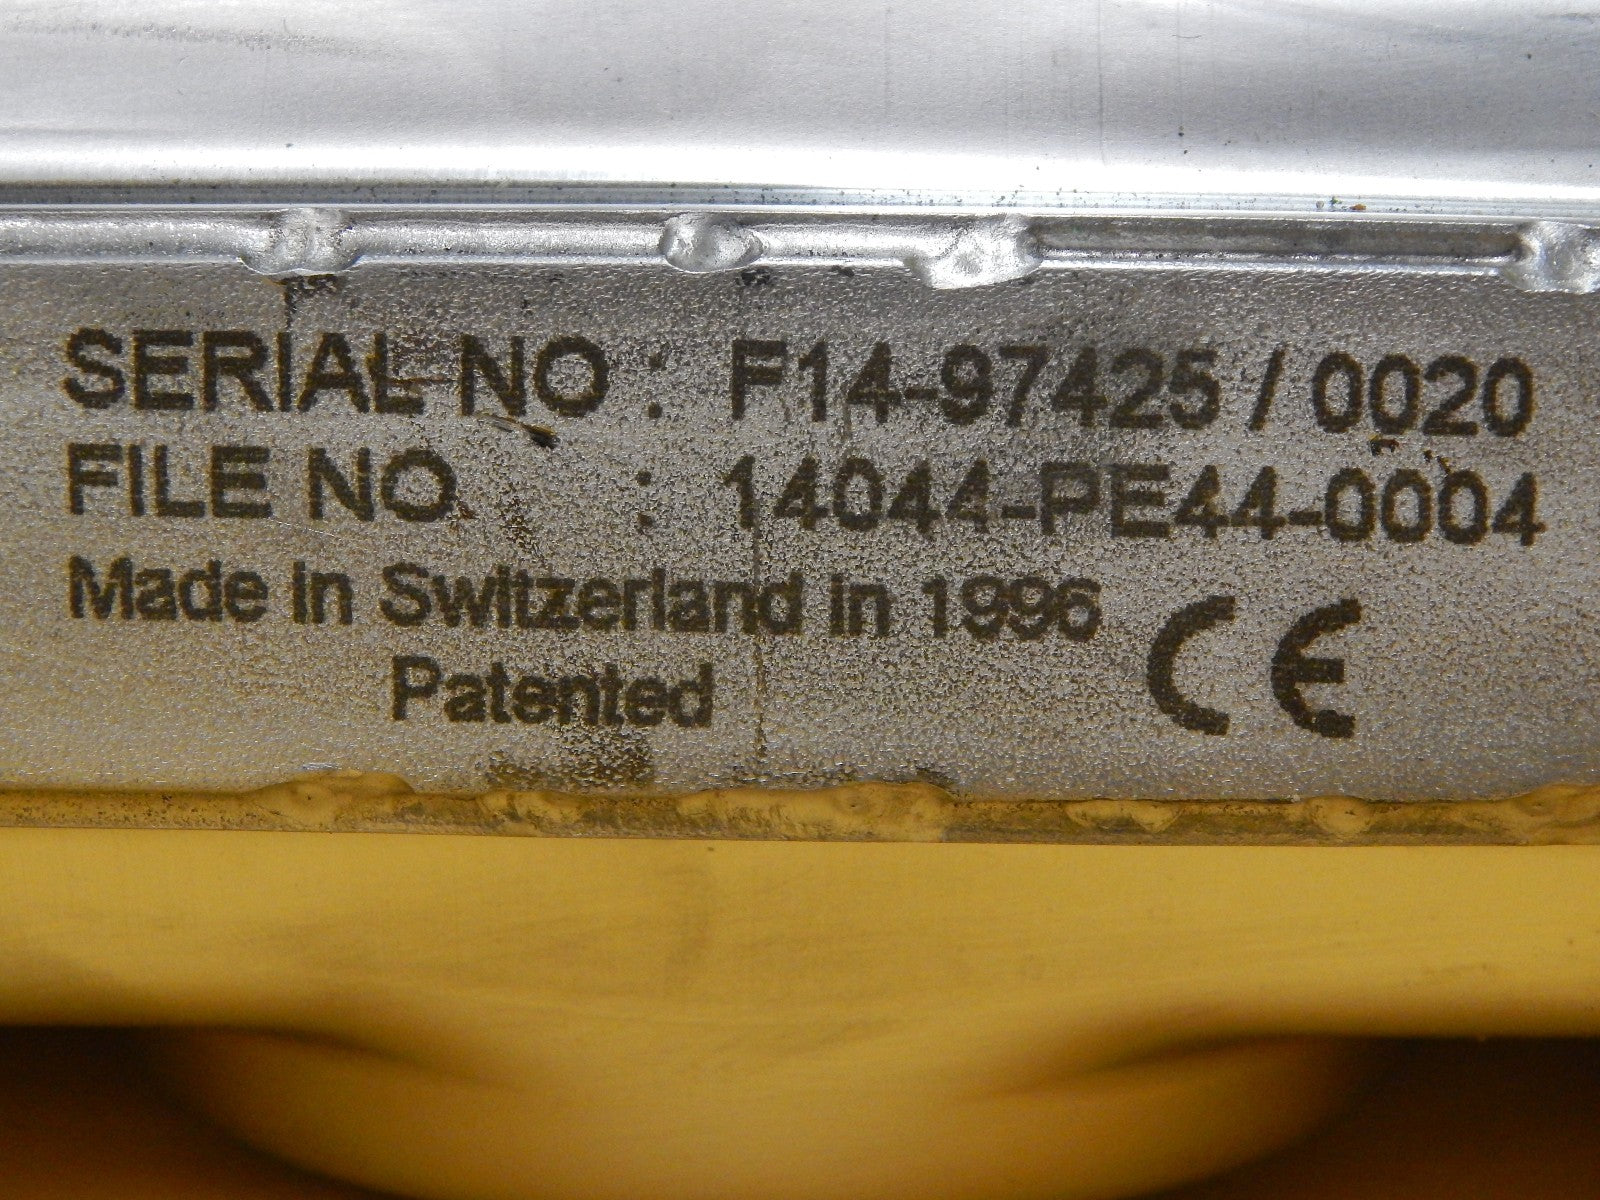 SERIAL NO : F14-97425 / 0020
FILE NO. : 14044-PE44-0004
Made in Switzerland in 1996
Patented CE